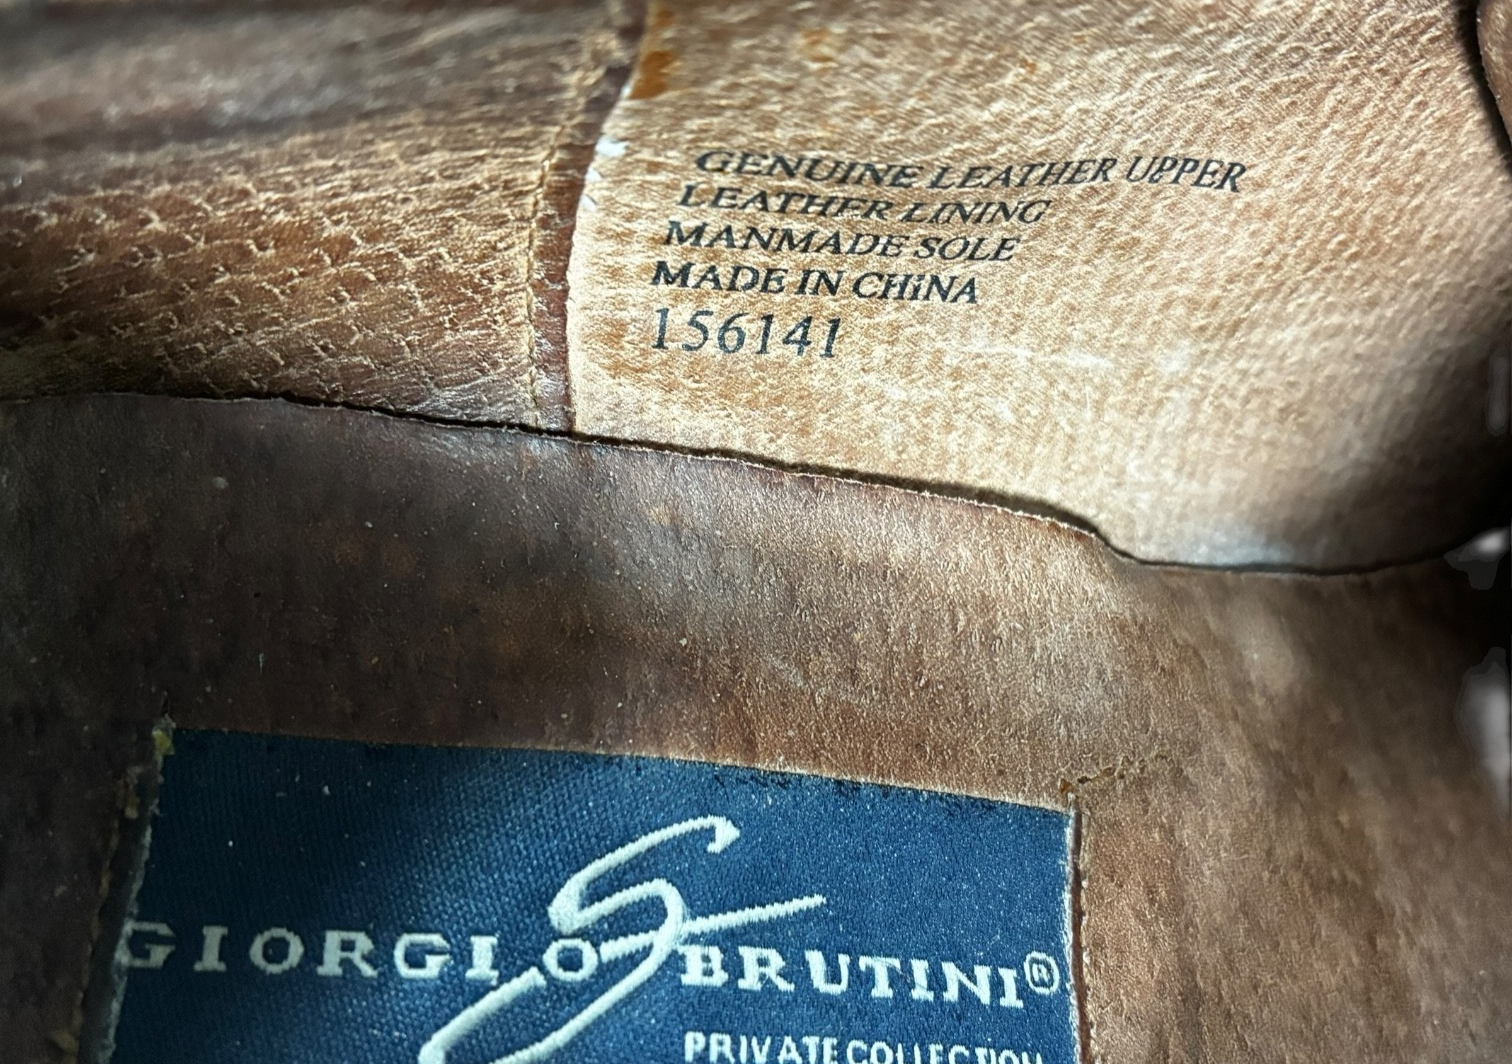 GENUINE LEATHER UPPER
LEATHER LINING
MANMADE SOLE
MADE IN CHiNA
156141
GIORGIO BRUTINI®
PRIVATE COLLECTION